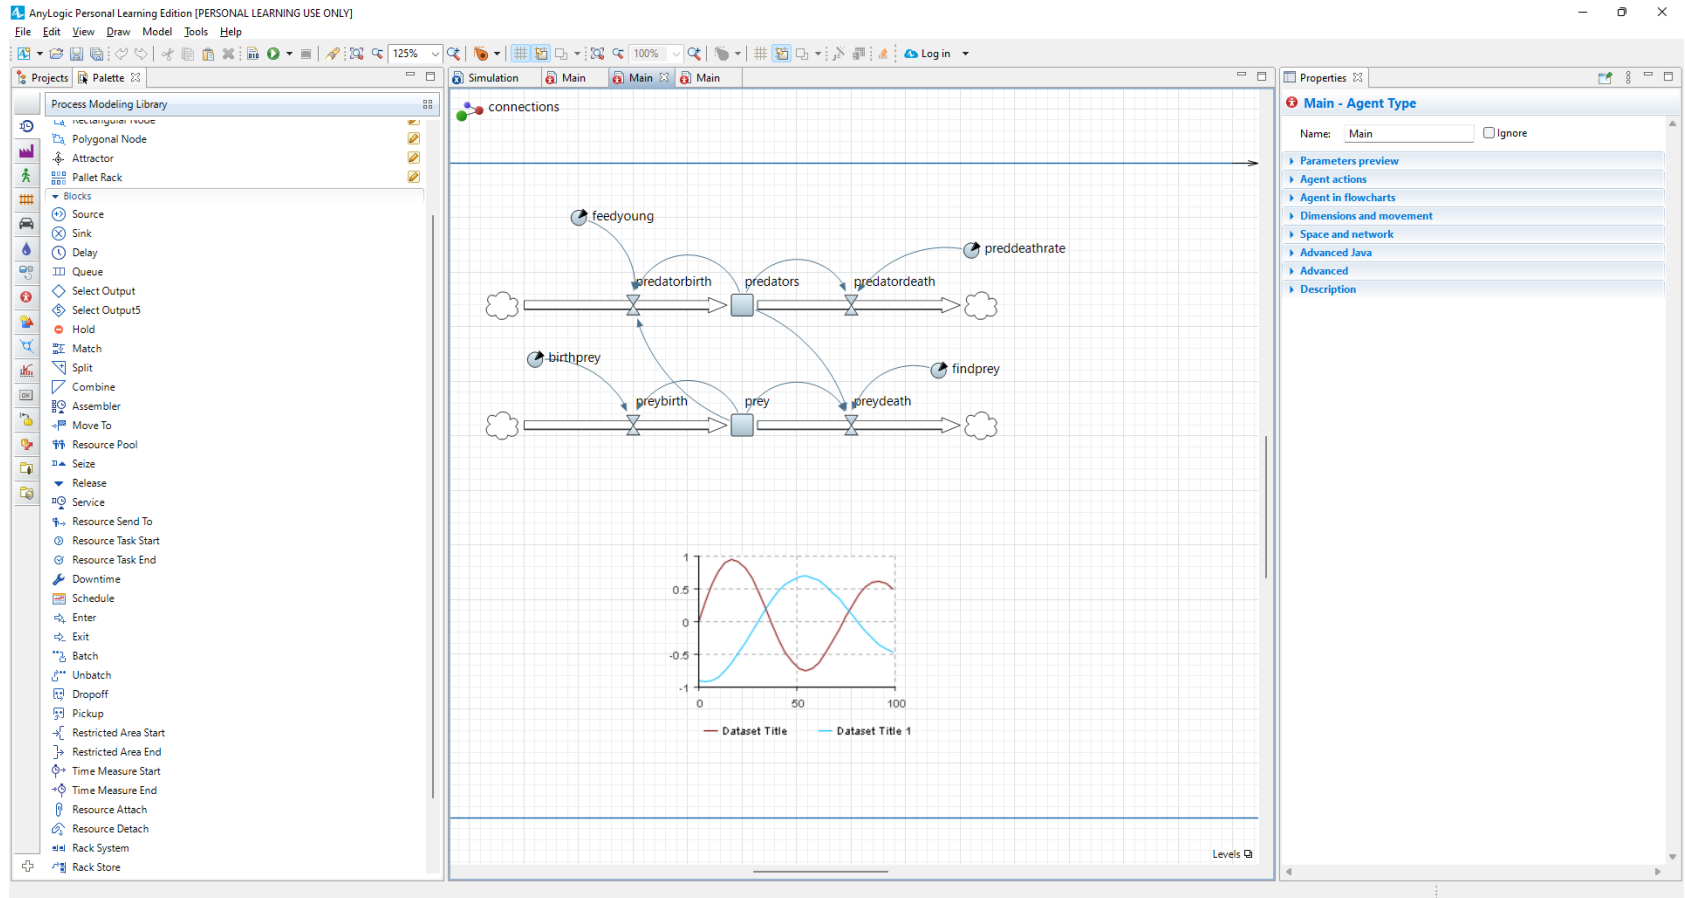 AnyLogic Personal Learning Edition [PERSONAL LEARNING USE ONLY]
File Edit View Draw Model Tools Help
125% 100% Log in
Projects Palette
Process Modeling Library
Rectangular Node
Polygonal Node
Attractor
Pallet Rack
Blocks
Source
Sink
Delay
Queue
Select Output
Select Output5
Hold
Match
Split
Combine
Assembler
Move To
Resource Pool
Seize
Release
Service
Resource Send To
Resource Task Start
Resource Task End
Downtime
Schedule
Enter
Exit
Batch
Unbatch
Dropoff
Pickup
Restricted Area Start
Restricted Area End
Time Measure Start
Time Measure End
Resource Attach
Resource Detach
Rack System
Rack Store
Simulation Main Main Main
connections
feedyoung
preddeathrate
predatorbirth predators predatordeath
birthprey
findprey
preybirth prey preydeath
1
0.5
0
-0.5
-1
0 50 100
Dataset Title Dataset Title 1
Levels
Properties
Main - Agent Type
Name: Main Ignore
Parameters preview
Agent actions
Agent in flowcharts
Dimensions and movement
Space and network
Advanced Java
Advanced
Description